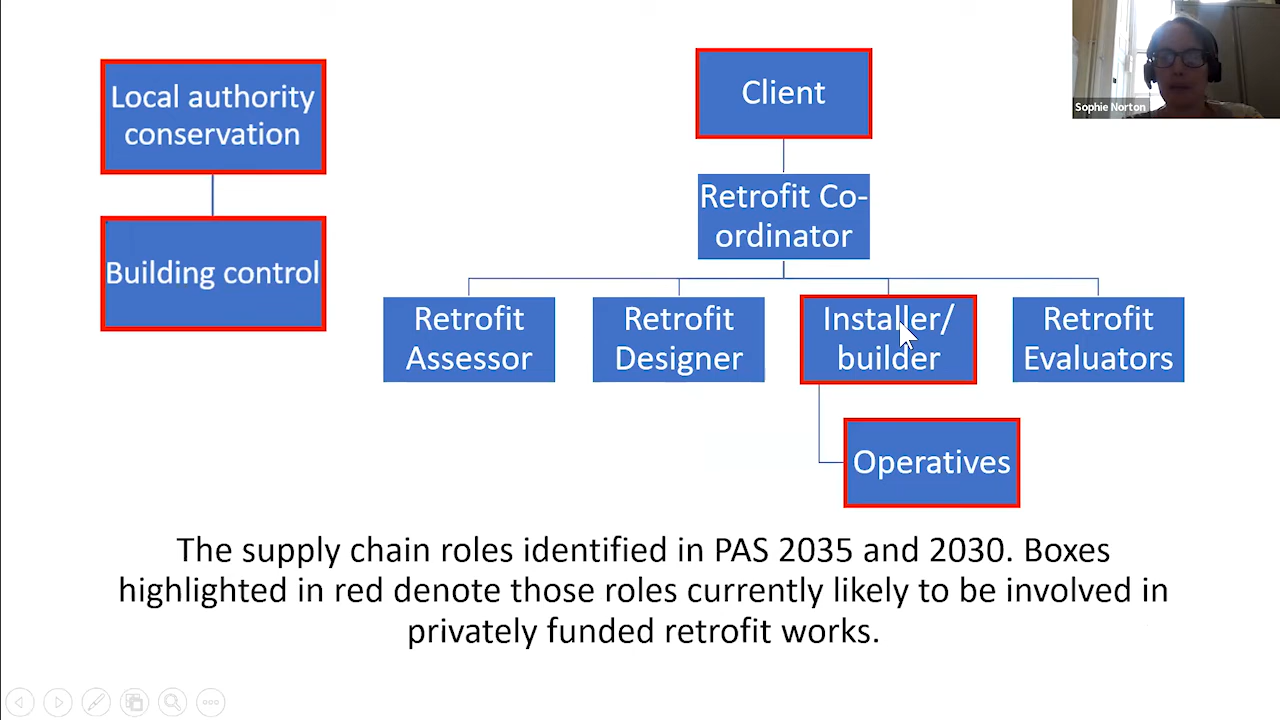 Local authority
conservation
Building control
Client
Retrofit Co-
ordinator
Retrofit
Assessor
Retrofit
Designer
Installer/
builder
Retrofit
Evaluators
Operatives
Sophie Norton
The supply chain roles identified in PAS 2035 and 2030. Boxes
highlighted in red denote those roles currently likely to be involved in
privately funded retrofit works.